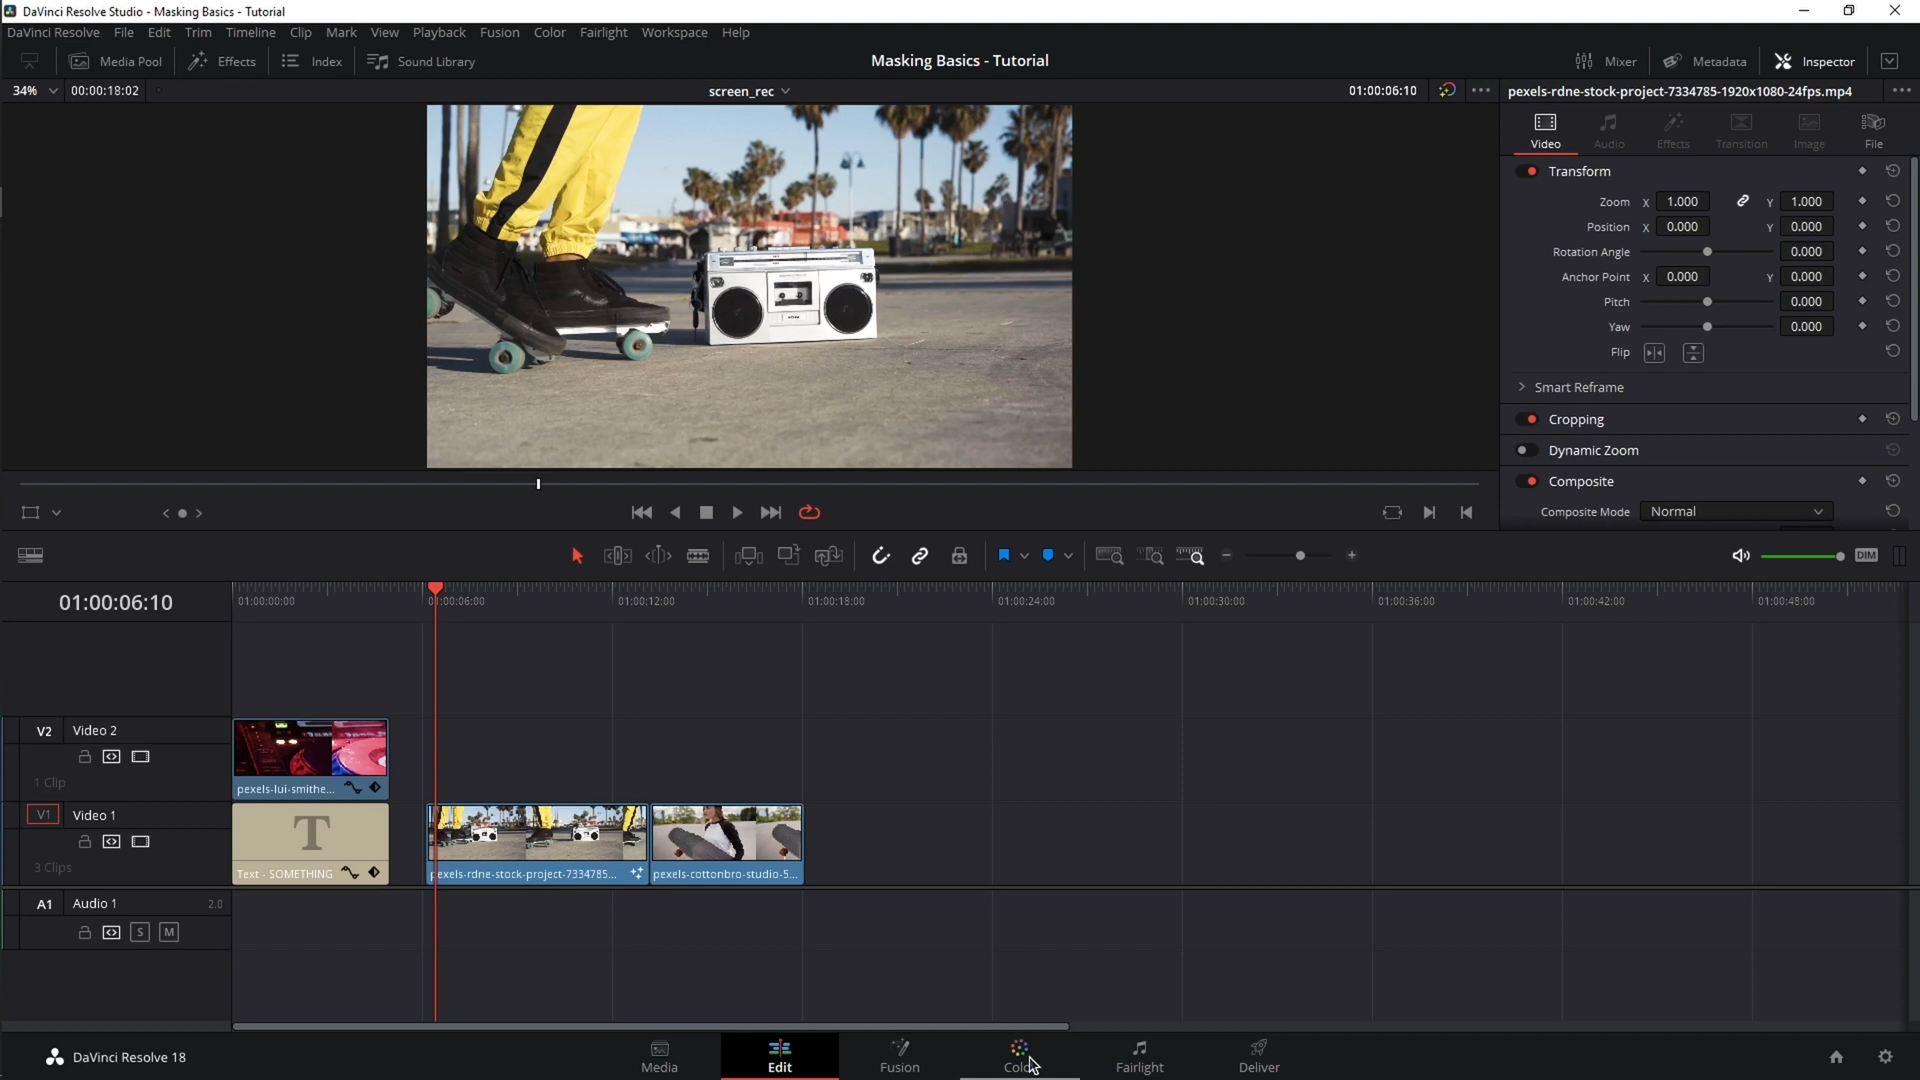 DaVinci Resolve Studio - Masking Basics - Tutorial
DaVinci Resolve File Edit Trim Timeline Clip Mark View Playback Fusion Color Fairlight Workspace Help
Media Pool Effects Index Sound Library Masking Basics - Tutorial Mixer Metadata Inspector
34% 00:00:18:02 screen_rec 01:00:06:10 pexels-rdne-stock-project-7334785-1920x1080-24fps.mp4
Video Audio Effects Transition Image File
Transform
Zoom X 1.000 Y 1.000
Position X 0.000 Y 0.000
Rotation Angle 0.000
Anchor Point X 0.000 Y 0.000
Pitch 0.000
Yaw 0.000
Flip
Smart Reframe
Cropping
Dynamic Zoom
Composite
Composite Mode Normal
DIM
01:00:06:10
01:00:00:00 01:00:06:00 01:00:12:00 01:00:18:00 01:00:24:00 01:00:30:00 01:00:36:00 01:00:42:00 01:00:48:00
V2 Video 2
1 Clip
pexels-lui-smithe...
V1 Video 1
T
3 Clips
Text - SOMETHING pexels-rdne-stock-project-7334785... pexels-cottonbro-studio-5...
A1 Audio 1 2.0
S M
DaVinci Resolve 18
Media Edit Fusion Color Fairlight Deliver